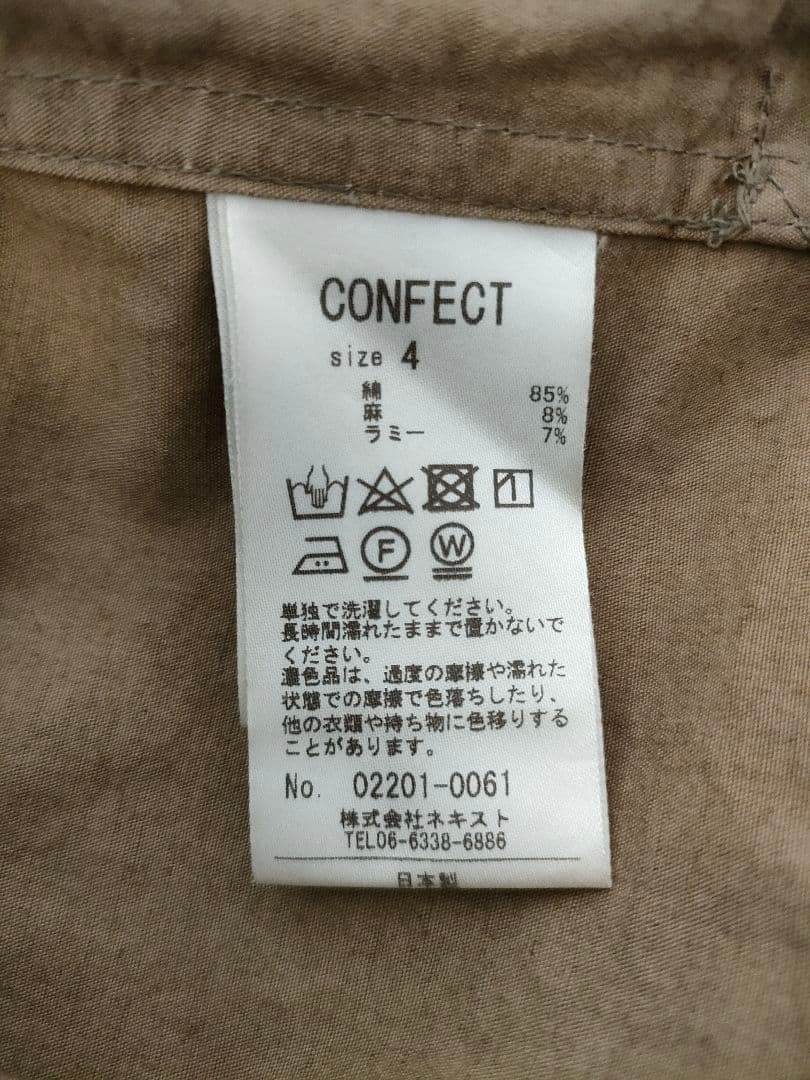 CONFECT
size 4
綿 85%
麻 8%
ラミー 7%
F W
単独で洗濯してください。
長時間濡れたままで置かないで
ください。
濃色品は、過度の摩擦や濡れた
状態での摩擦で色落ちしたり、
他の衣類や持ち物に色移りする
ことがあります。
No. 02201-0061
株式会社ネキスト
TEL06-6338-6886
日本製